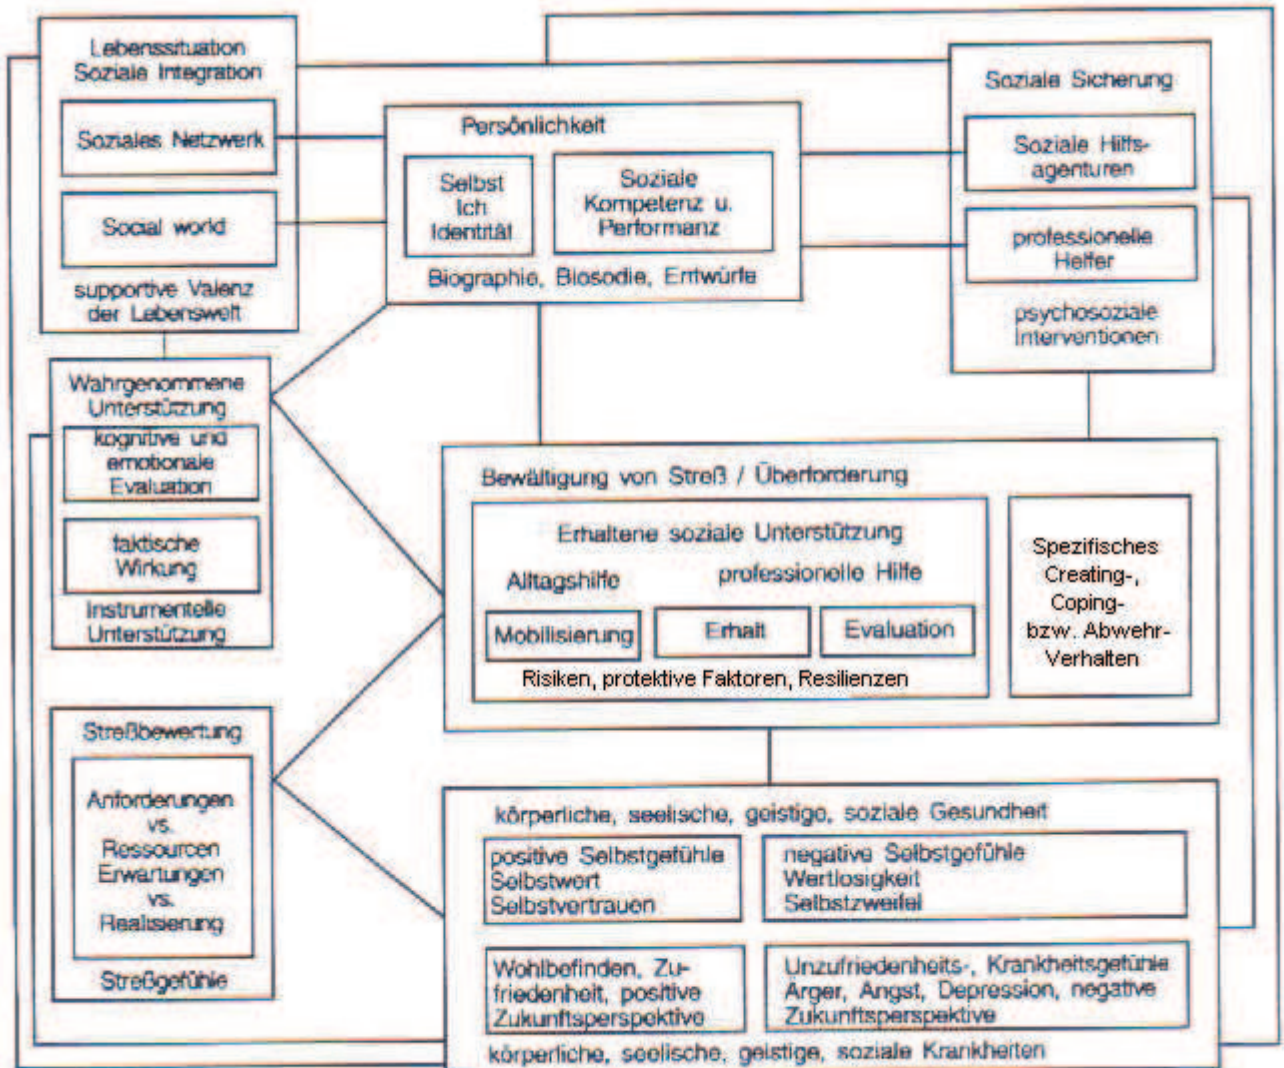 Lebenssituation
Soziale Integration
Soziales Netzwerk
Social world
supportive Valenz
der Lebenswelt
Persönlichkeit
Selbst
Ich
Identität
Soziale
Kompetenz u.
Performanz
Biographie, Biosodie, Entwürfe
Soziale Sicherung
Soziale Hilfs-
agenturen
professionelle
Helfer
psychosoziale
Interventionen
Wahrgenommene
Unterstützung
kognitive und
emotionale
Evaluation
faktische
Wirkung
Instrumentelle
Unterstützung
Bewältigung von Streß / Überforderung
Erhaltene soziale Unterstützung
Alltagshilfe
professionelle Hilfe
Mobilisierung
Erhalt
Evaluation
Risiken, protektive Faktoren, Resilienzen
Spezifisches
Creating-,
Coping-
bzw. Abwehr-
Verhalten
Streßbewertung
Anforderungen
vs.
Ressourcen
Erwartungen
vs.
Realisierung
Streßgefühle
körperliche, seelische, geistige, soziale Gesundheit
positive Selbstgefühle
Selbstwert
Selbstvertrauen
negative Selbstgefühle
Wertlosigkeit
Selbstzweifel
Wohlbefinden, Zu-
friedenheit, positive
Zukunftsperspektive
Unzufriedenheits-, Krankheitsgefühle
Ärger, Angst, Depression, negative
Zukunftsperspektive
körperliche, seelische, geistige, soziale Krankheiten